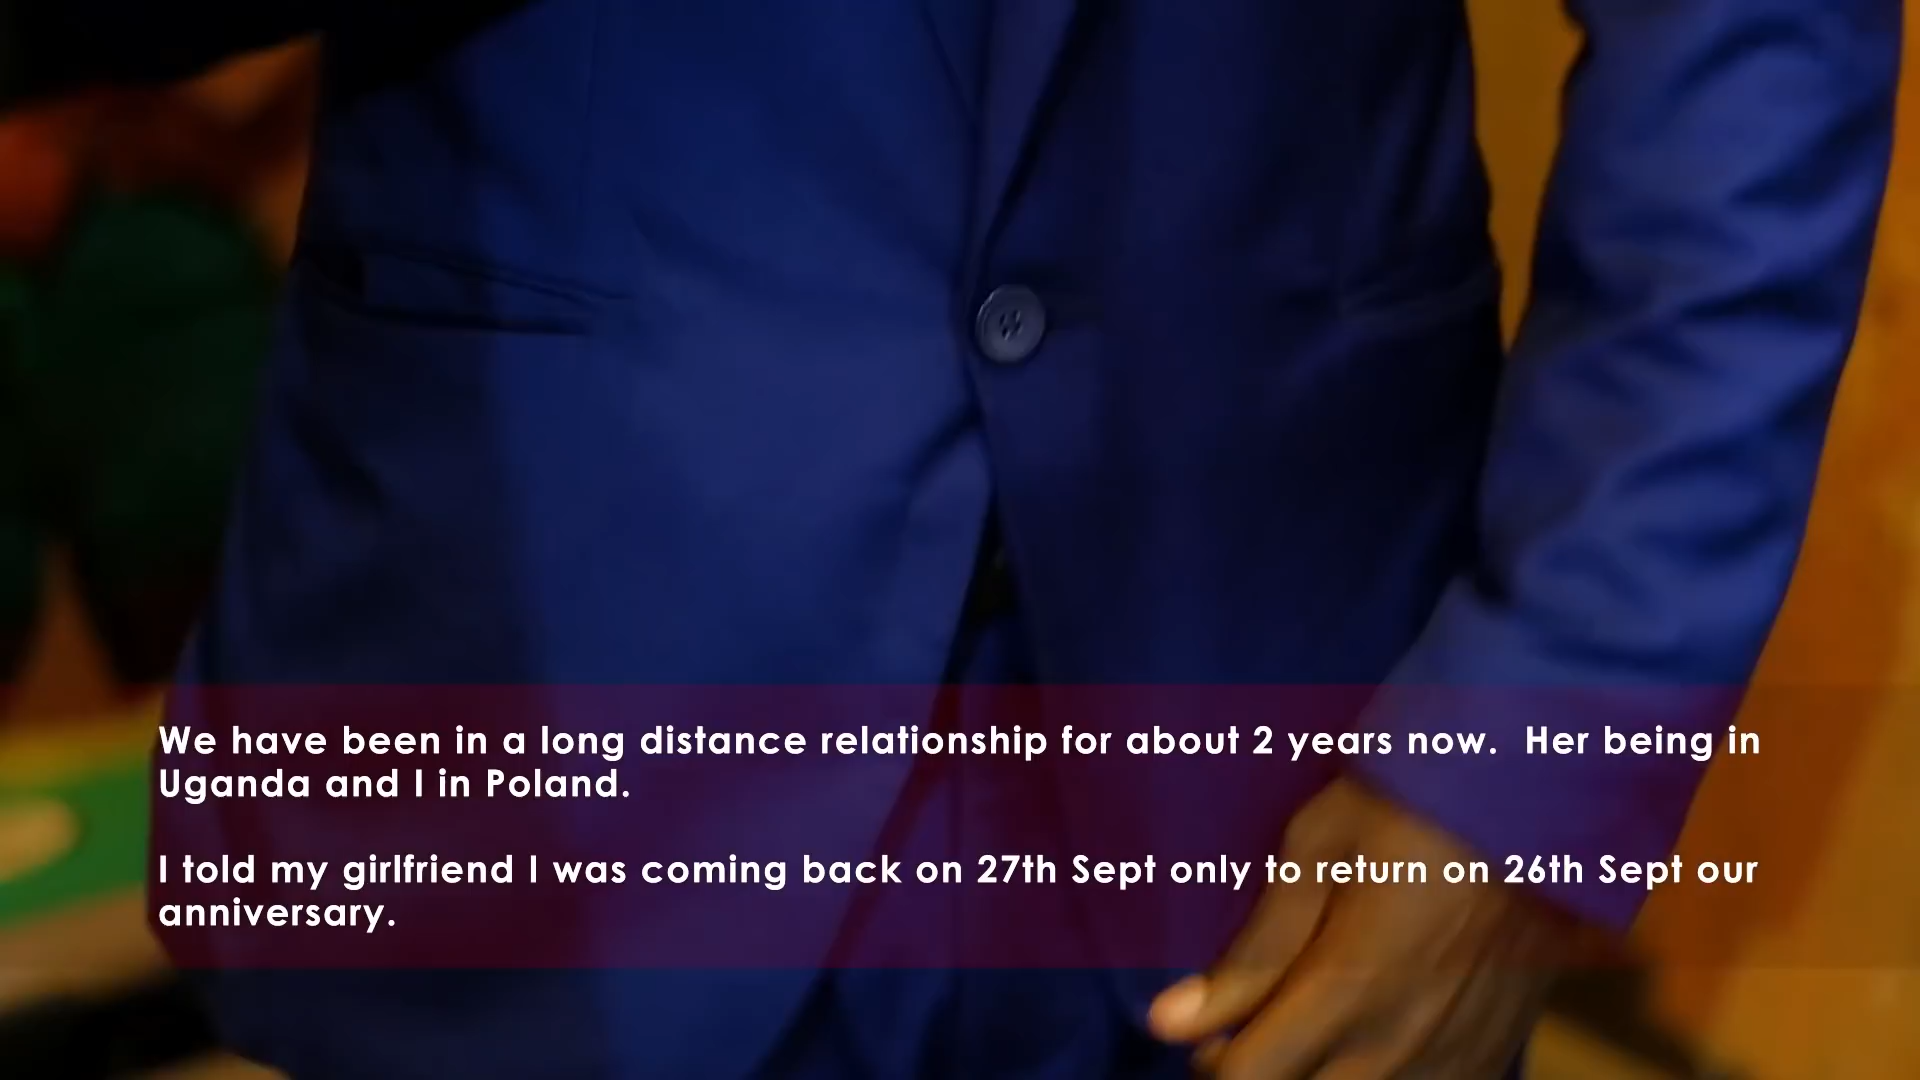 We have been in a long distance relationship for about 2 years now.  Her being in
Uganda and I in Poland.
I told my girlfriend I was coming back on 27th Sept only to return on 26th Sept our
anniversary.